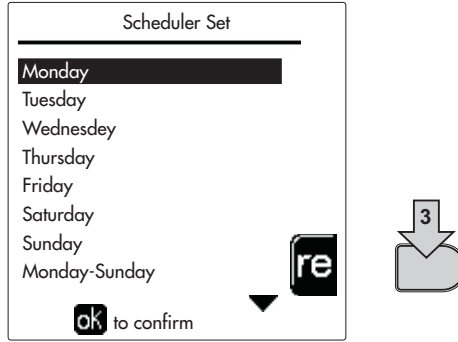 Scheduler Set
Monday
Tuesday
Wednesdey
Thursday
Friday
Saturday
Sunday
Monday-Sunday
re
3
ok to confirm